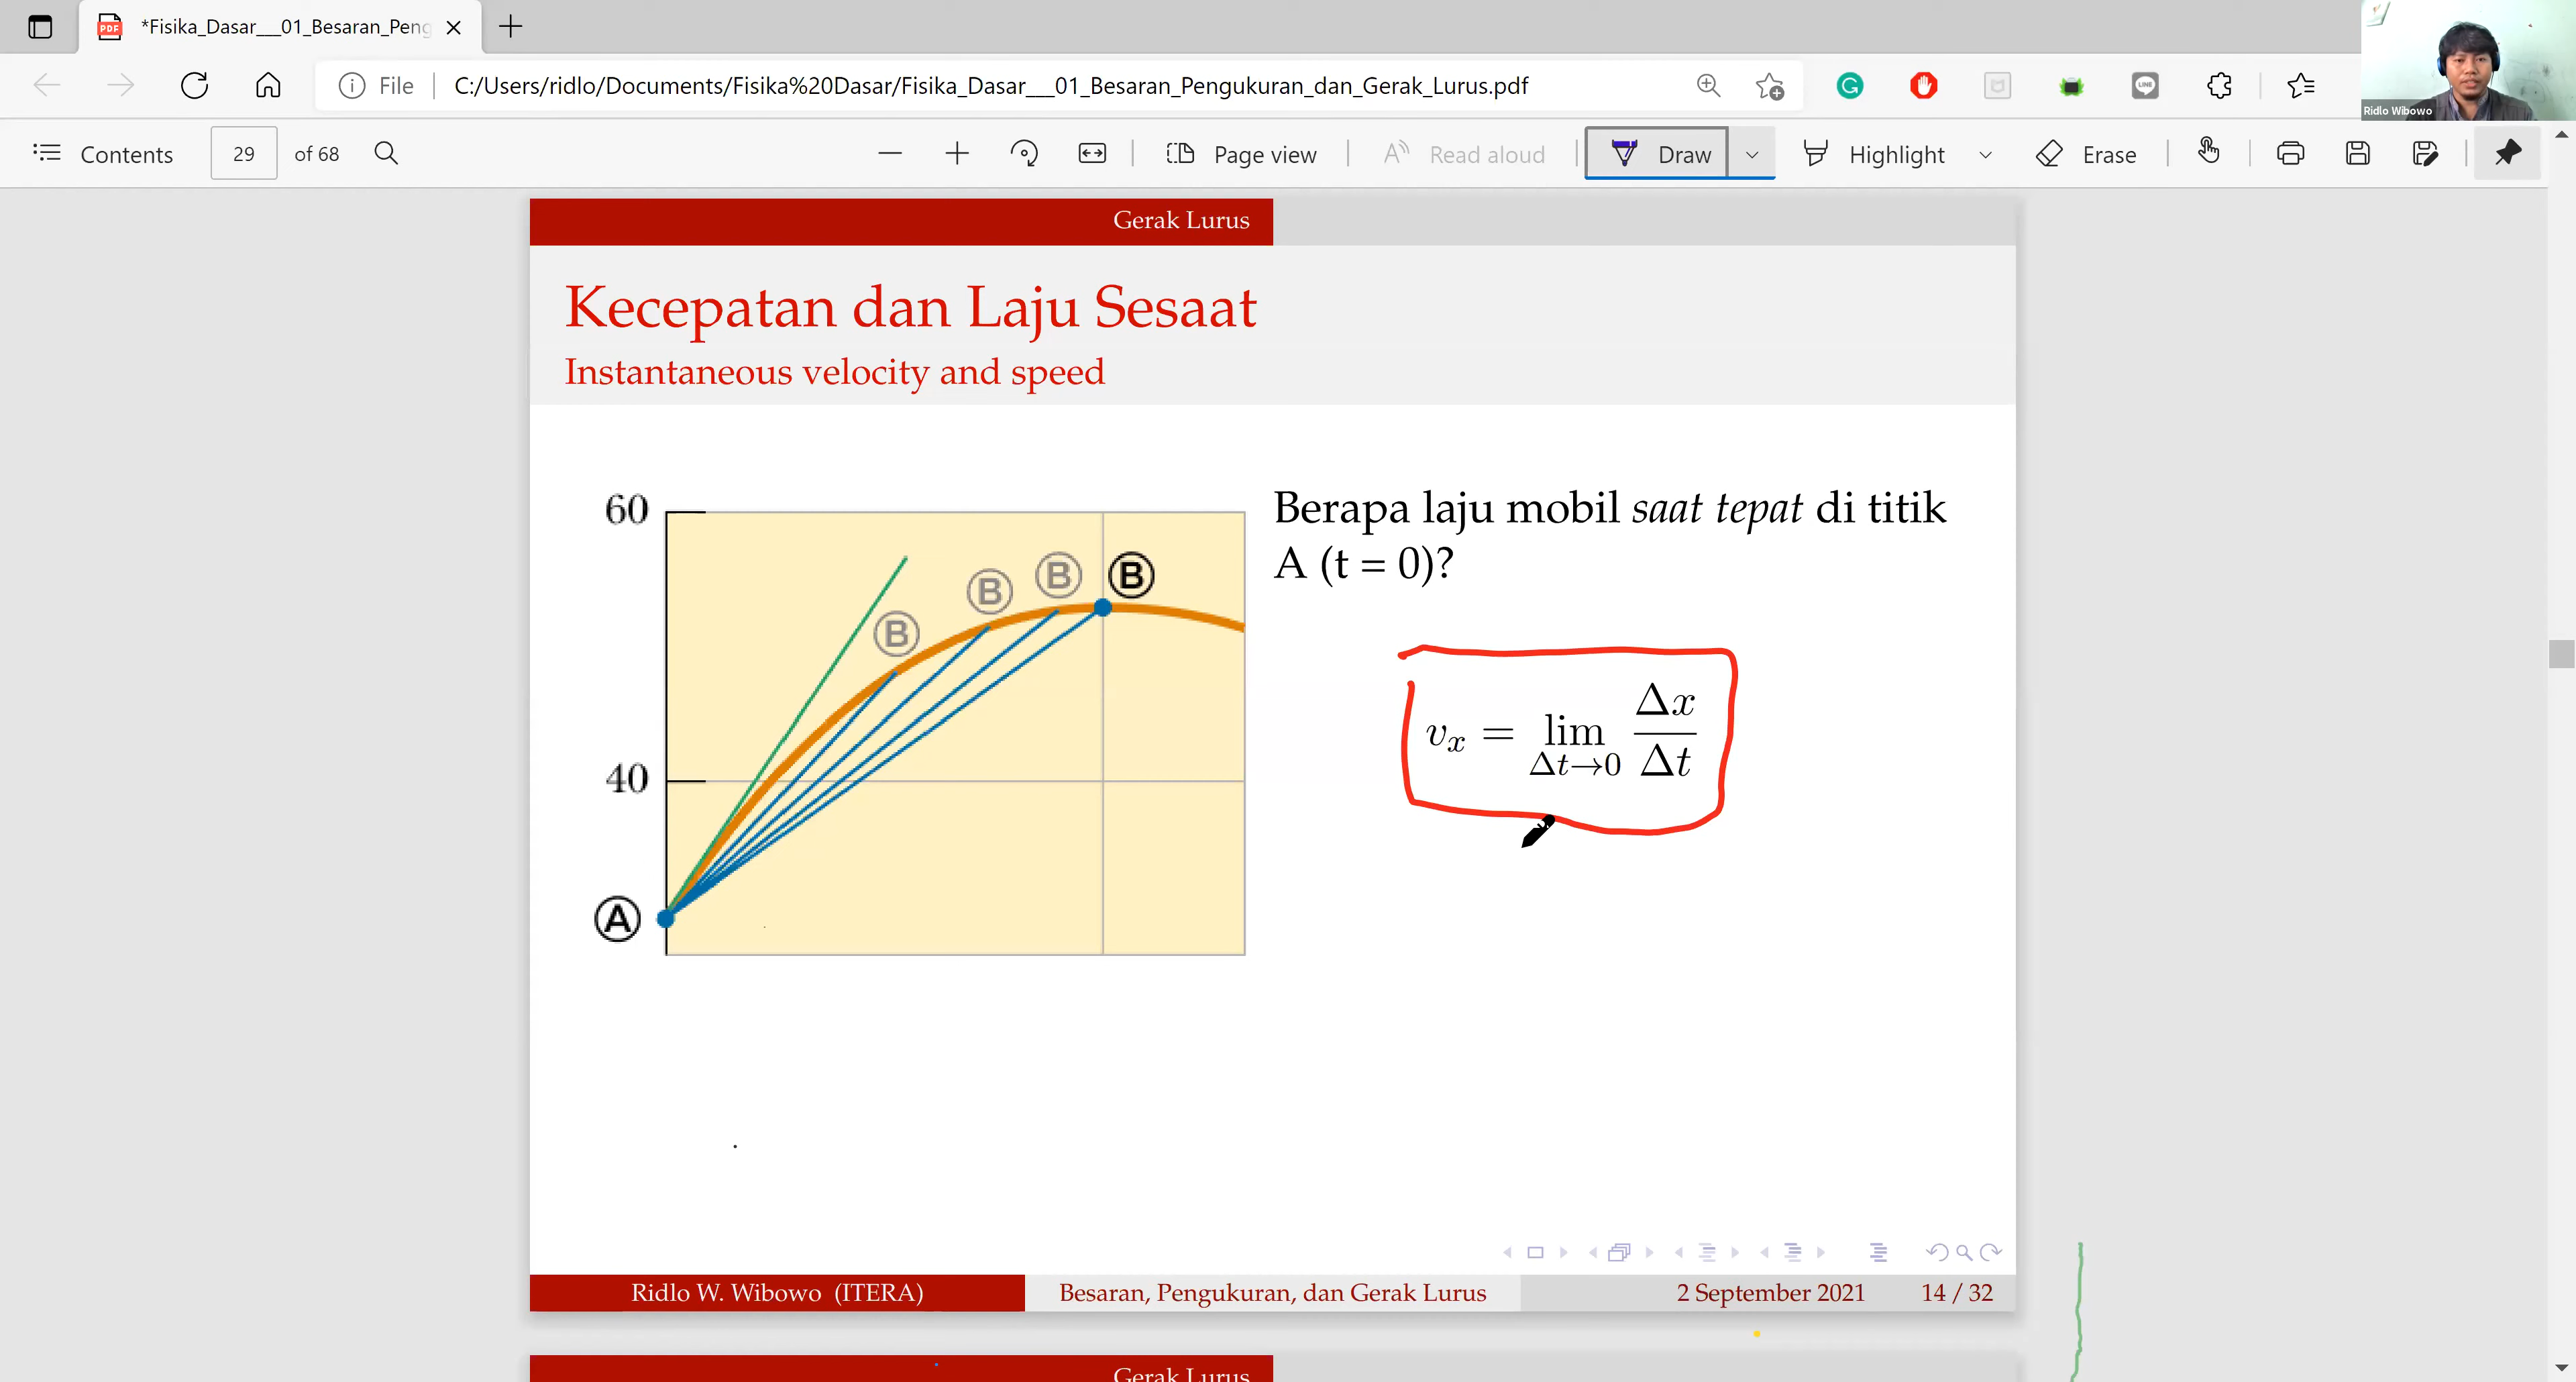 *Fisika_Dasar___01_Besaran_Peng
File
C:/Users/ridlo/Documents/Fisika%20Dasar/Fisika_Dasar___01_Besaran_Pengukuran_dan_Gerak_Lurus.pdf
Ridlo Wibowo
Contents 29 of 68 Page view Read aloud Draw Highlight Erase
Gerak Lurus
Kecepatan dan Laju Sesaat
Instantaneous velocity and speed
60
40
A
B B B B
Berapa laju mobil saat tepat di titik
A (t = 0)?
v_x = lim_{Δt→0} Δx/Δt
Ridlo W. Wibowo (ITERA) Besaran, Pengukuran, dan Gerak Lurus 2 September 2021 14 / 32
Gerak Lurus